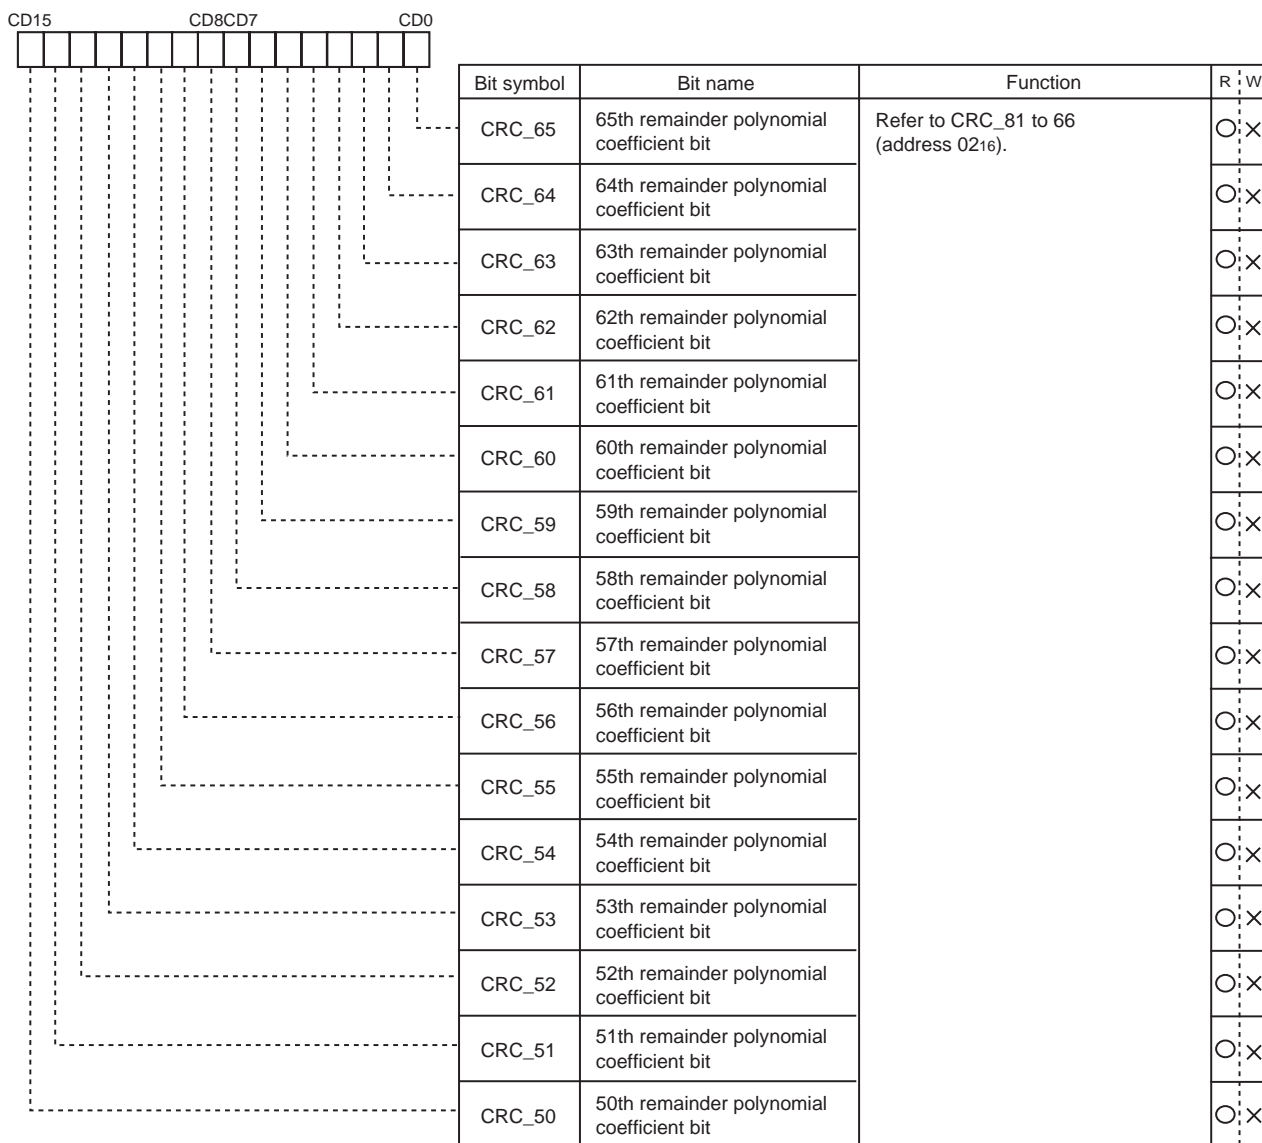 CD15 CD8CD7 CD0
Bit symbol Bit name Function R W
CRC_65 65th remainder polynomial coefficient bit Refer to CRC_81 to 66
(address 0216).
CRC_64 64th remainder polynomial
coefficient bit
CRC_63 63th remainder polynomial
coefficient bit
CRC_62 62th remainder polynomial
coefficient bit
CRC_61 61th remainder polynomial
coefficient bit
CRC_60 60th remainder polynomial
coefficient bit
CRC_59 59th remainder polynomial
coefficient bit
CRC_58 58th remainder polynomial
coefficient bit
CRC_57 57th remainder polynomial
coefficient bit
CRC_56 56th remainder polynomial
coefficient bit
CRC_55 55th remainder polynomial
coefficient bit
CRC_54 54th remainder polynomial
coefficient bit
CRC_53 53th remainder polynomial
coefficient bit
CRC_52 52th remainder polynomial
coefficient bit
CRC_51 51th remainder polynomial
coefficient bit
CRC_50 50th remainder polynomial
coefficient bit